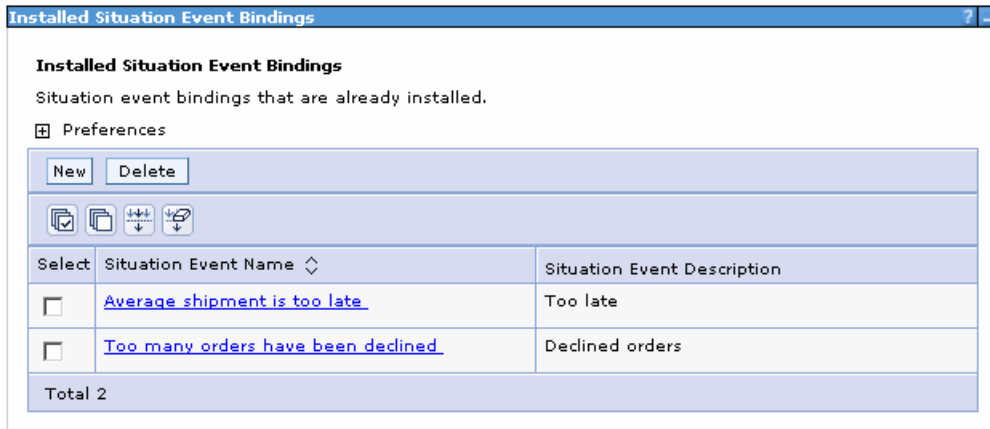 Installed Situation Event Bindings ?
Installed Situation Event Bindings
Situation event bindings that are already installed.
Preferences
New Delete
Select Situation Event Name Situation Event Description
Average shipment is too late Too late
Too many orders have been declined Declined orders
Total 2